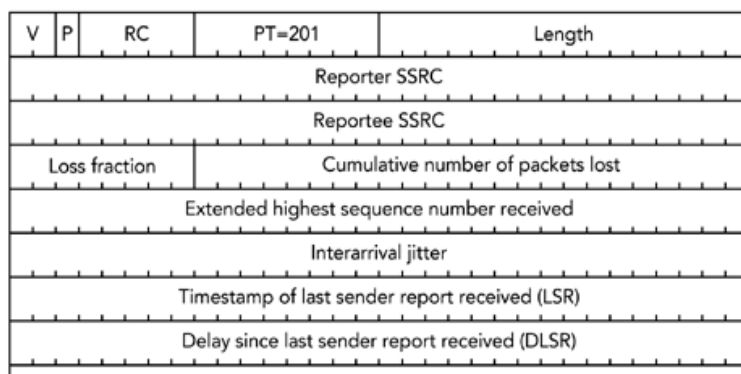 V P RC PT=201 Length
Reporter SSRC
Reportee SSRC
Loss fraction Cumulative number of packets lost
Extended highest sequence number received
Interarrival jitter
Timestamp of last sender report received (LSR)
Delay since last sender report received (DLSR)